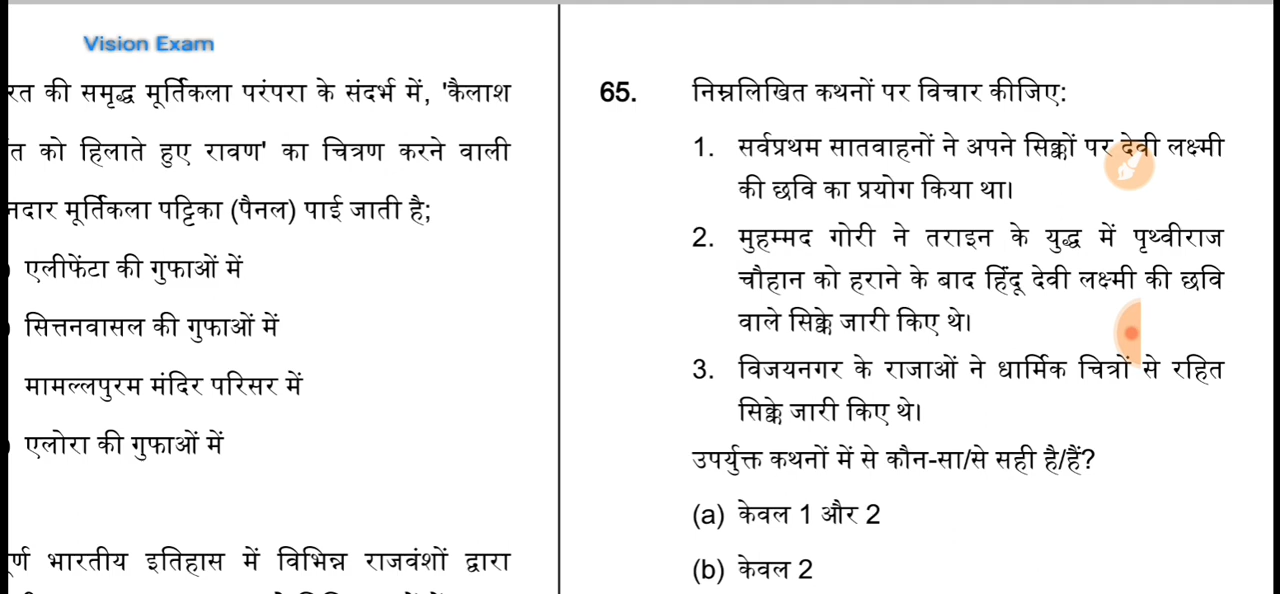 Vision Exam
रत की समृद्ध मूर्तिकला परंपरा के संदर्भ में, 'कैलाश
त को हिलाते हुए रावण' का चित्रण करने वाली
नदार मूर्तिकला पट्टिका (पैनल) पाई जाती है;
एलीफेंटा की गुफाओं में
सित्तनवासल की गुफाओं में
मामल्लपुरम मंदिर परिसर में
एलोरा की गुफाओं में
र्ण भारतीय इतिहास में विभिन्न राजवंशों द्वारा
65. निम्नलिखित कथनों पर विचार कीजिए:
1. सर्वप्रथम सातवाहनों ने अपने सिक्कों पर देवी लक्ष्मी
की छवि का प्रयोग किया था।
2. मुहम्मद गोरी ने तराइन के युद्ध में पृथ्वीराज
चौहान को हराने के बाद हिंदू देवी लक्ष्मी की छवि
वाले सिक्के जारी किए थे।
3. विजयनगर के राजाओं ने धार्मिक चित्रों से रहित
सिक्के जारी किए थे।
उपर्युक्त कथनों में से कौन-सा/से सही है/हैं?
(a) केवल 1 और 2
(b) केवल 2